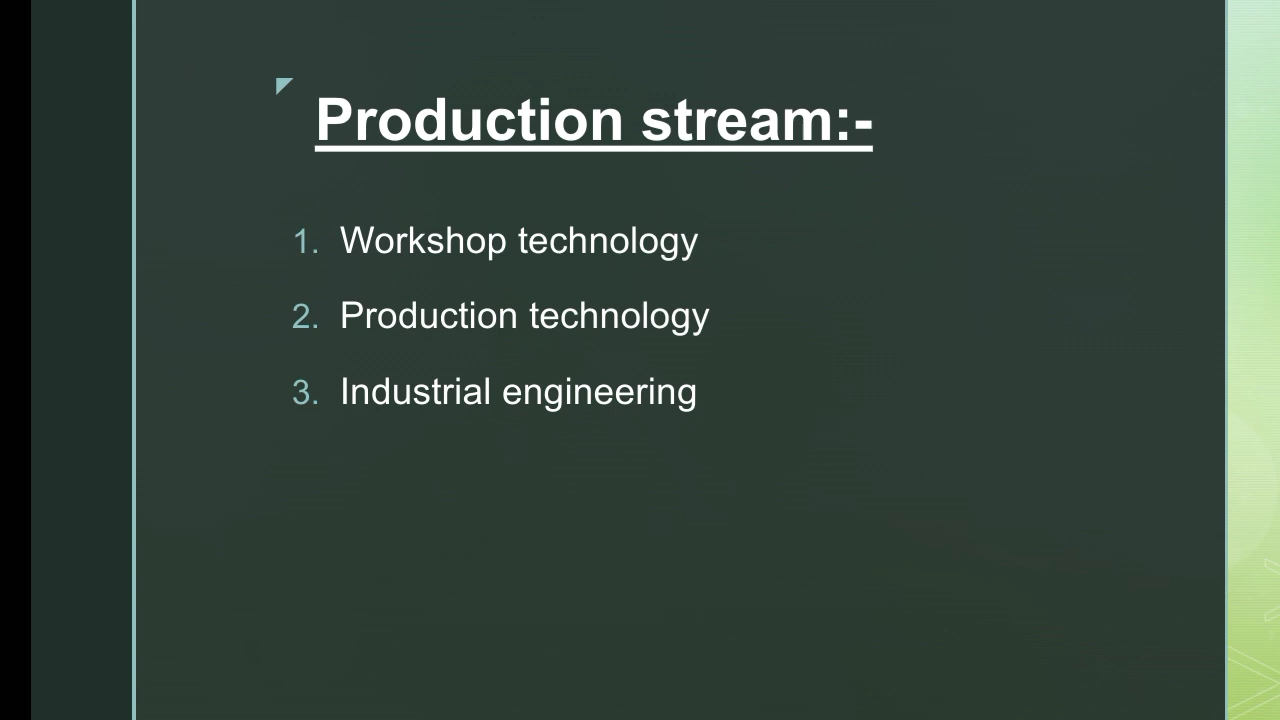 Production stream:-
1. Workshop technology
2. Production technology
3. Industrial engineering